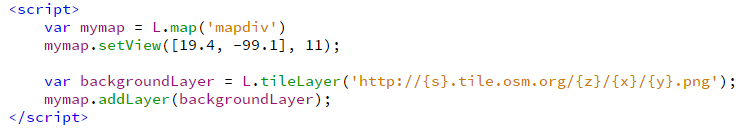 <script>
    var mymap = L.map('mapdiv')
    mymap.setView([19.4, -99.1], 11);
    var backgroundLayer = L.tileLayer('http://{s}.tile.osm.org/{z}/{x}/{y}.png');
    mymap.addLayer(backgroundLayer);
</script>